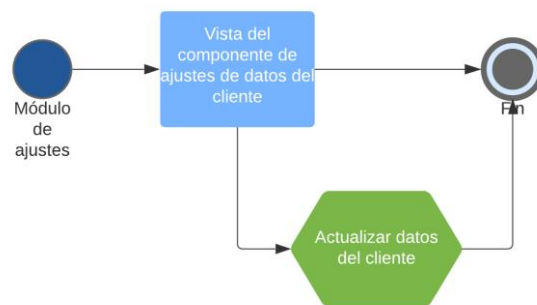 Vista del
componente de
ajustes de datos del
cliente
Módulo
de
ajustes
Fin
Actualizar datos
del cliente